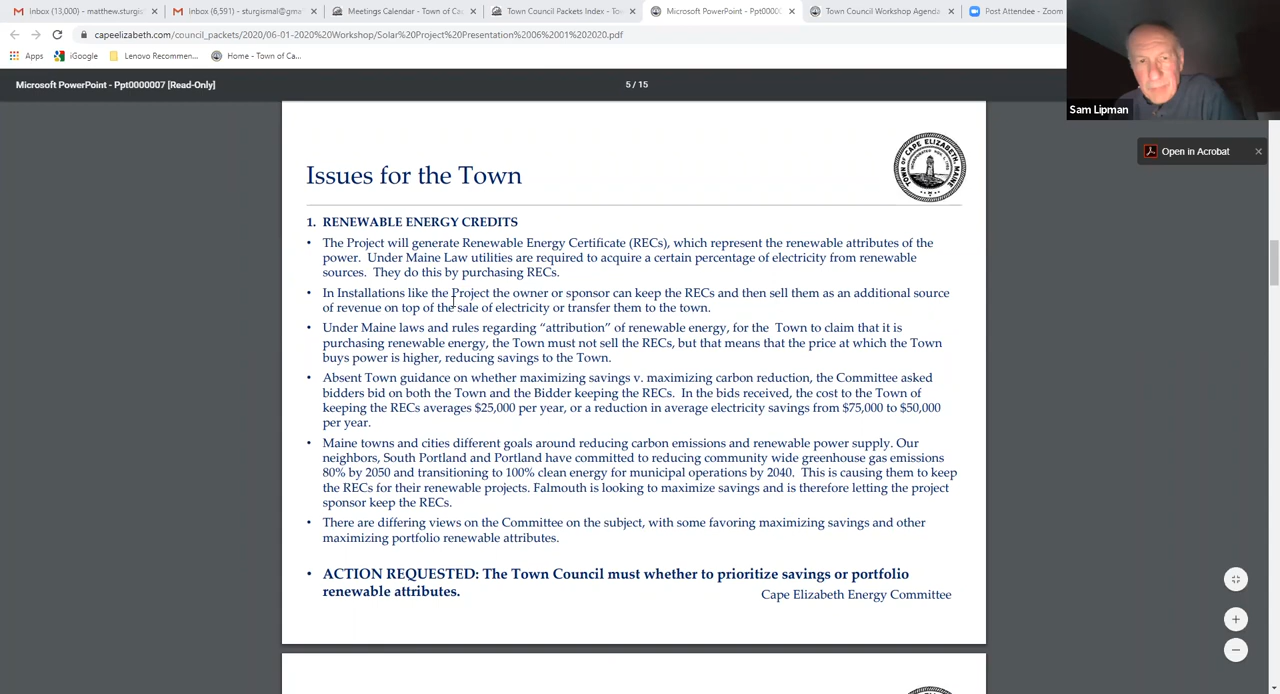 Inbox (13,000) - matthew.sturgis
Inbox (6,591) - sturgismal@gma
Meetings Calendar - Town of Ca
Town Council Packets Index - To
Microsoft PowerPoint - Ppt0000
Town Council Workshop Agenda
Post Attendee - Zoom
capeelizabeth.com/council_packets/2020/06-01-2020%20Workshop/Solar%20Project%20Presentation%2006%2001%202020.pdf
Apps
iGoogle
Lenovo Recommen...
Home - Town of Ca...
Microsoft PowerPoint - Ppt0000007 [Read-Only]
5 / 15
Sam Lipman
Open in Acrobat
TOWN OF CAPE ELIZABETH, MAINE
Issues for the Town
1. RENEWABLE ENERGY CREDITS
• The Project will generate Renewable Energy Certificate (RECs), which represent the renewable attributes of the
power. Under Maine Law utilities are required to acquire a certain percentage of electricity from renewable
sources. They do this by purchasing RECs.
• In Installations like the Project the owner or sponsor can keep the RECs and then sell them as an additional source
of revenue on top of the sale of electricity or transfer them to the town.
• Under Maine laws and rules regarding “attribution” of renewable energy, for the Town to claim that it is
purchasing renewable energy, the Town must not sell the RECs, but that means that the price at which the Town
buys power is higher, reducing savings to the Town.
• Absent Town guidance on whether maximizing savings v. maximizing carbon reduction, the Committee asked
bidders bid on both the Town and the Bidder keeping the RECs. In the bids received, the cost to the Town of
keeping the RECs averages $25,000 per year, or a reduction in average electricity savings from $75,000 to $50,000
per year.
• Maine towns and cities different goals around reducing carbon emissions and renewable power supply. Our
neighbors, South Portland and Portland have committed to reducing community wide greenhouse gas emissions
80% by 2050 and transitioning to 100% clean energy for municipal operations by 2040. This is causing them to keep
the RECs for their renewable projects. Falmouth is looking to maximize savings and is therefore letting the project
sponsor keep the RECs.
• There are differing views on the Committee on the subject, with some favoring maximizing savings and other
maximizing portfolio renewable attributes.
• ACTION REQUESTED: The Town Council must whether to prioritize savings or portfolio
renewable attributes.
Cape Elizabeth Energy Committee